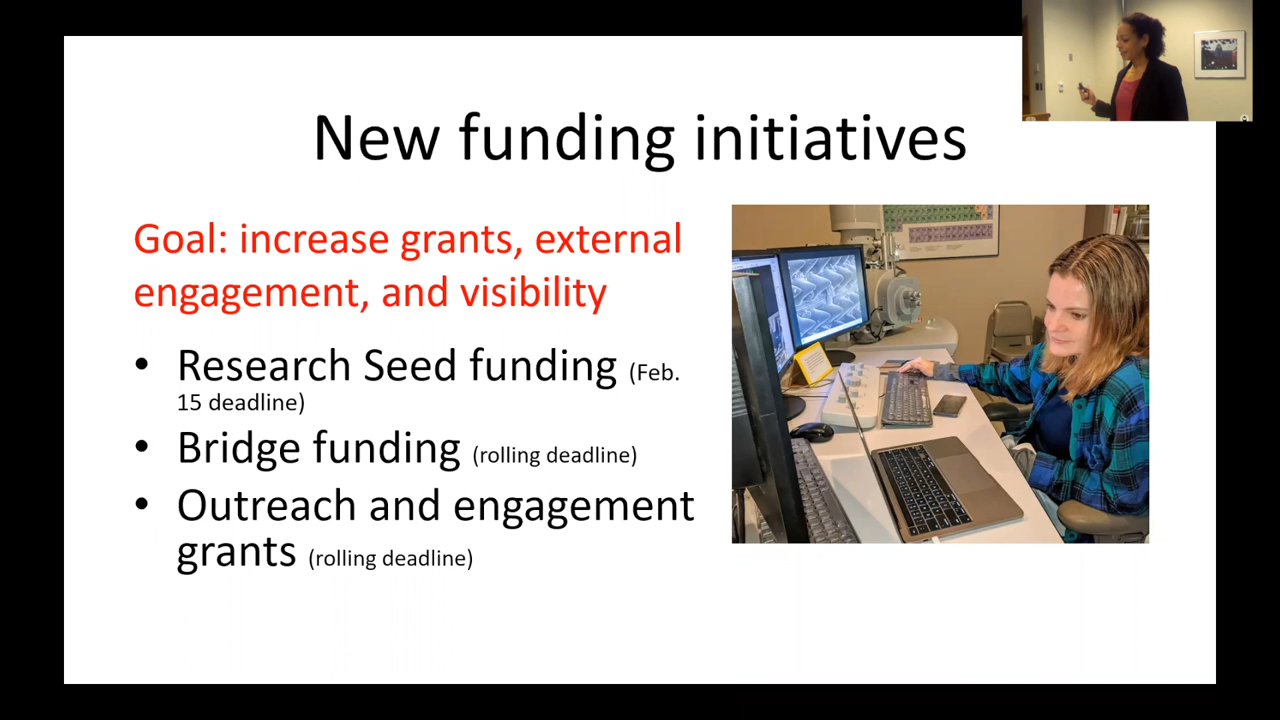 New funding initiatives
Goal: increase grants, external
engagement, and visibility
• Research Seed funding (Feb.
15 deadline)
• Bridge funding (rolling deadline)
• Outreach and engagement
grants (rolling deadline)